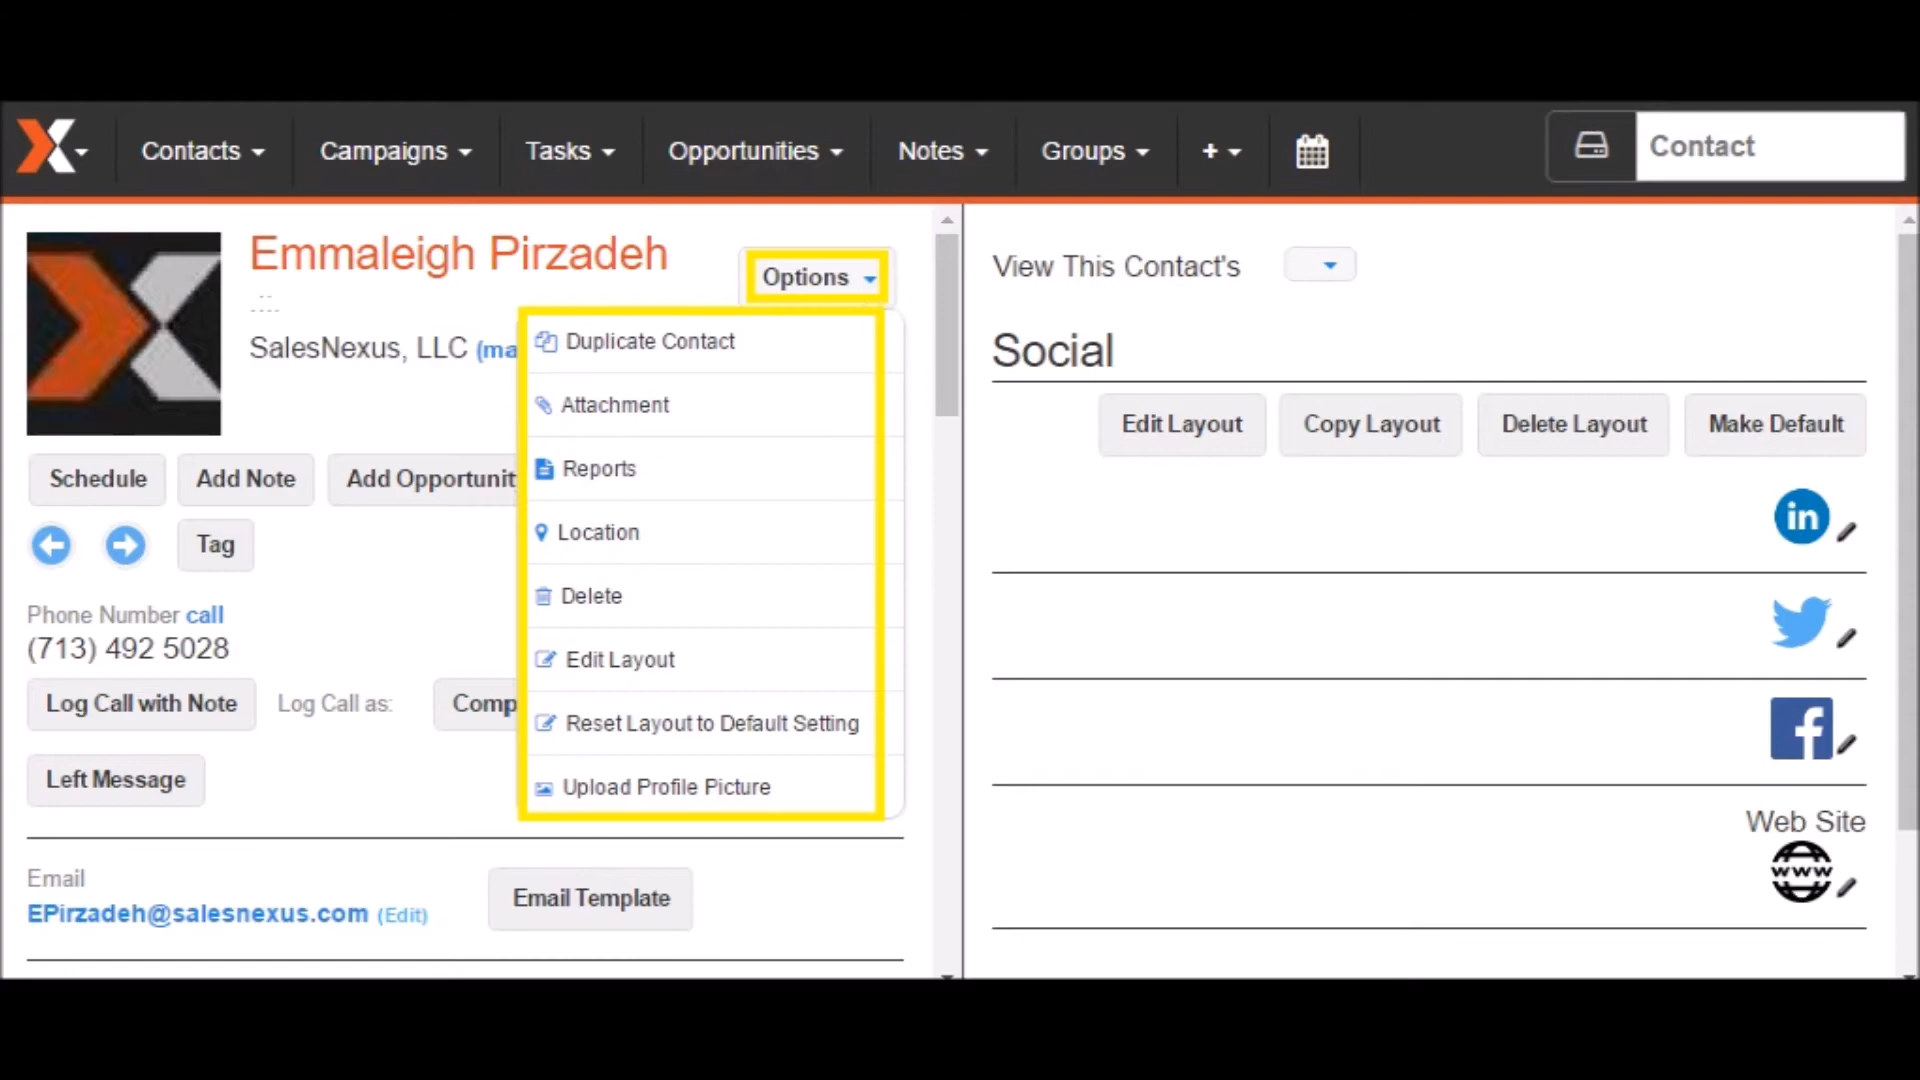 Contacts
Campaigns
Tasks
Opportunities
Notes
Groups
+
Contact
Emmaleigh Pirzadeh
--
SalesNexus, LLC (ma
Options
Duplicate Contact
Attachment
Reports
Location
Delete
Edit Layout
Reset Layout to Default Setting
Upload Profile Picture
Schedule
Add Note
Add Opportunit
Tag
Phone Number call
(713) 492 5028
Log Call with Note
Log Call as:
Comp
Left Message
Email
EPirzadeh@salesnexus.com (Edit)
Email Template
View This Contact's
Social
Edit Layout
Copy Layout
Delete Layout
Make Default
in
f
Web Site
www